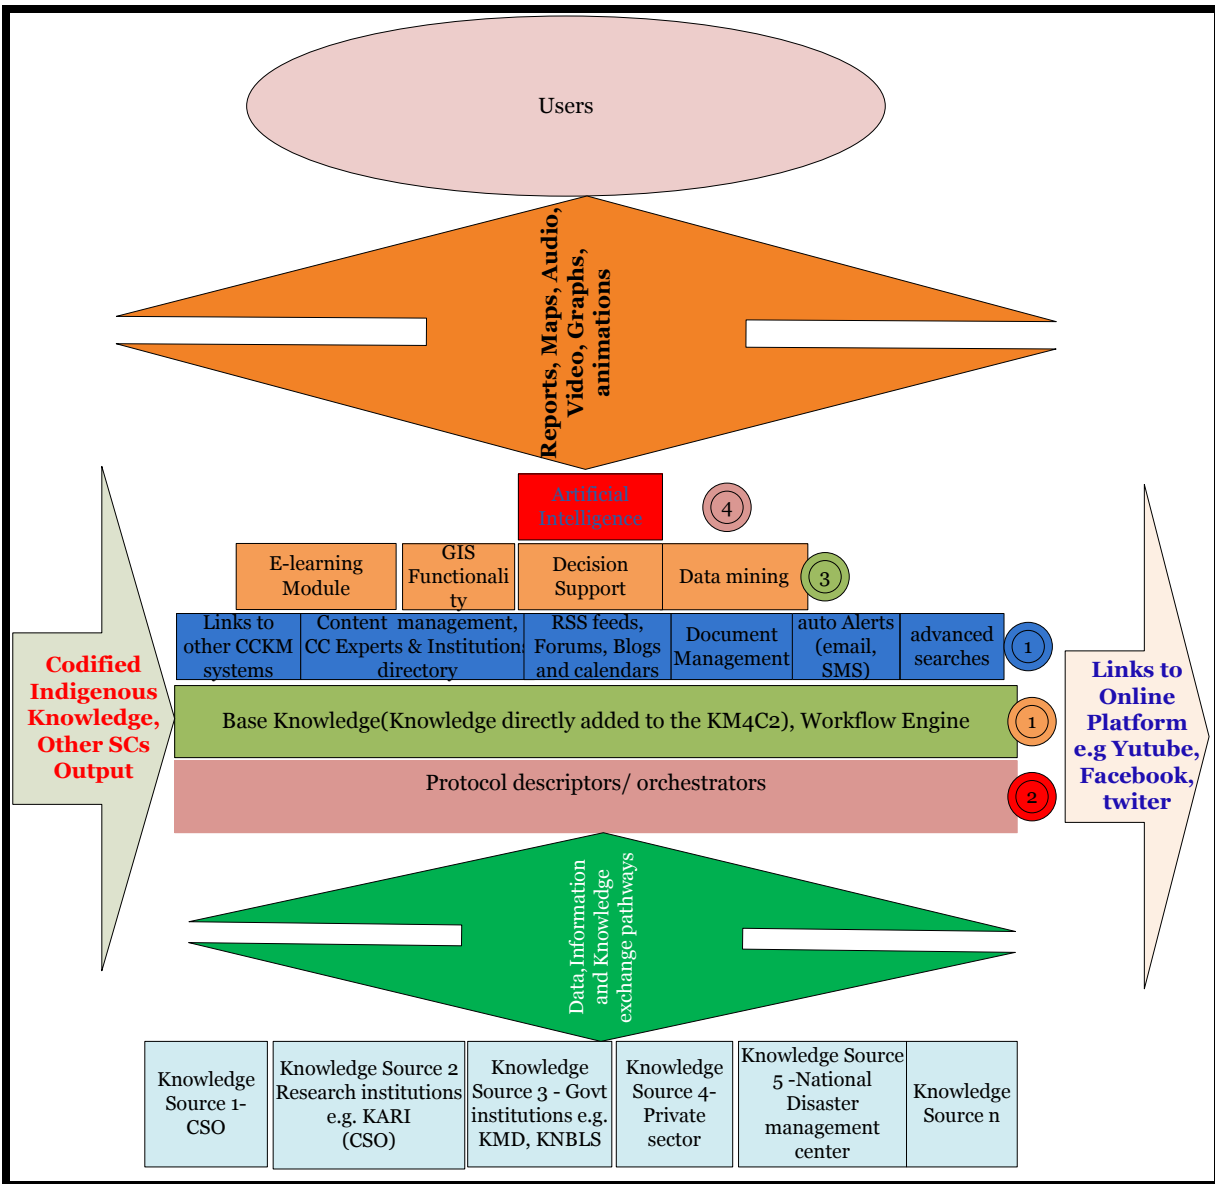 Users
Reports, Maps, Audio,
Video, Graphs,
animations
Artificial
Intelligence
4
E-learning
Module
GIS
Functionali
ty
Decision
Support
Data mining
3
Links to
other CCKM
systems
Content management,
CC Experts & Institutions
directory
RSS feeds,
Forums, Blogs
and calendars
Document
Management
auto Alerts
(email,
SMS)
advanced
searches
1
Codified
Indigenous
Knowledge,
Other SCs
Output
Base Knowledge(Knowledge directly added to the KM4C2), Workflow Engine
1
Links to
Online
Platform
e.g Yutube,
Facebook,
twiter
Protocol descriptors/ orchestrators
2
Data,Information
and Knowledge
exchange pathways
Knowledge
Source 1-
CSO
Knowledge Source 2
Research institutions
e.g. KARI
(CSO)
Knowledge
Source 3 - Govt
institutions e.g.
KMD, KNBLS
Knowledge
Source 4-
Private
sector
Knowledge Source
5 -National
Disaster
management
center
Knowledge
Source n